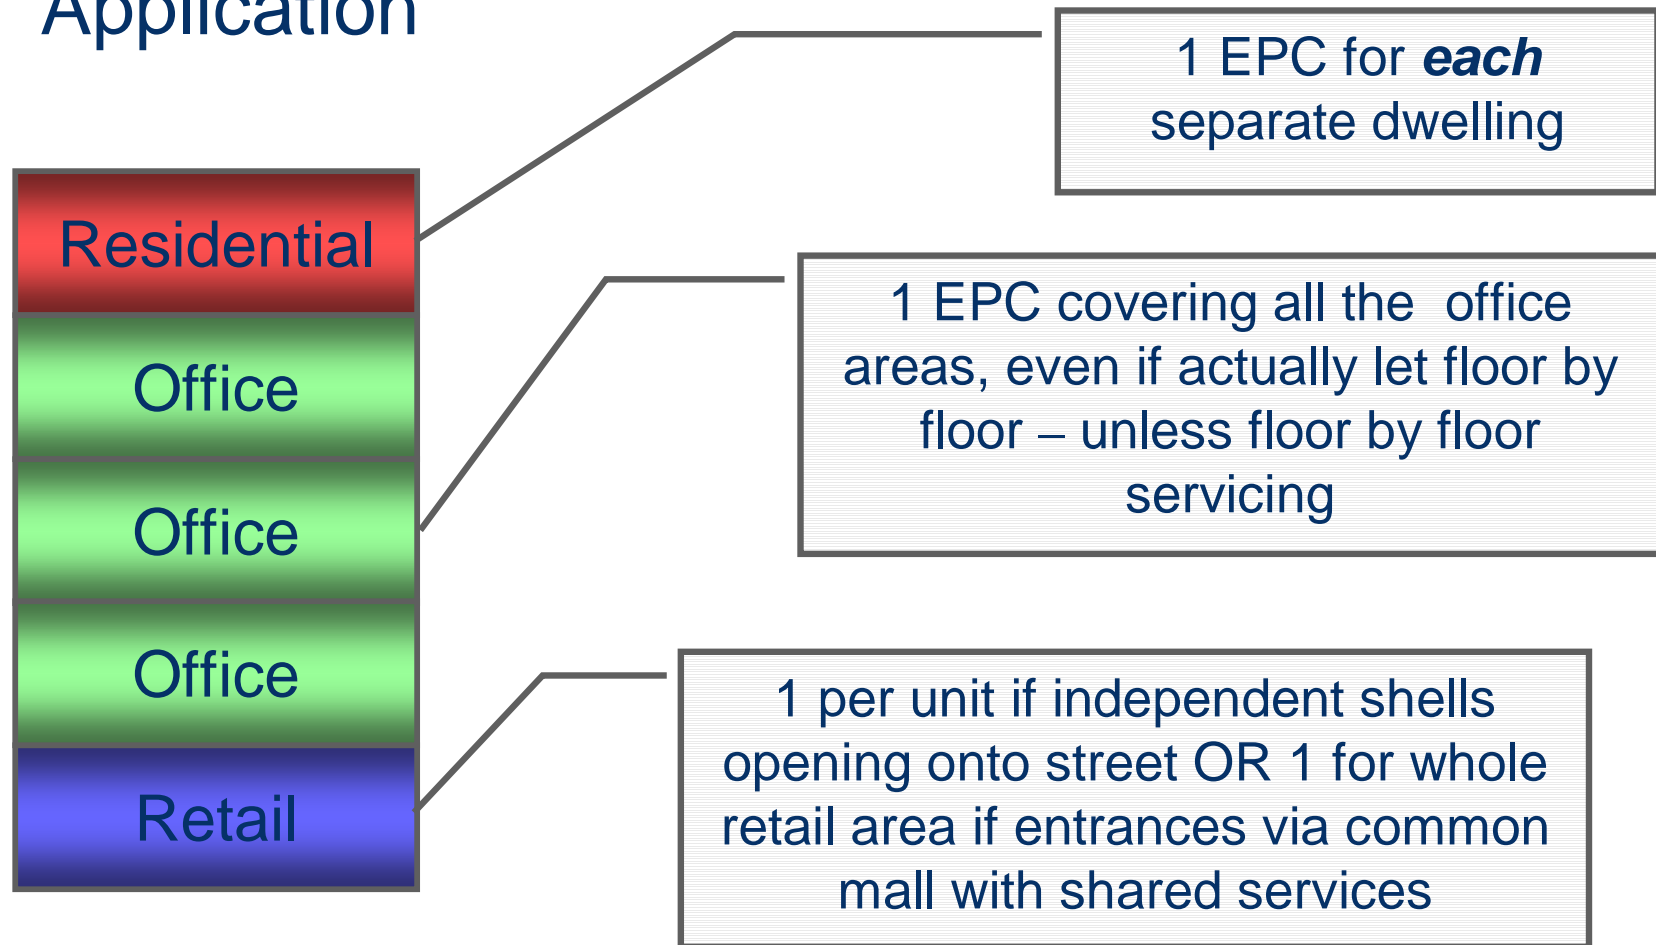 Application
1 EPC for each
separate dwelling
Residential
Office
Office
Office
Retail
1 EPC covering all the office
areas, even if actually let floor by
floor – unless floor by floor
servicing
1 per unit if independent shells
opening onto street OR 1 for whole
retail area if entrances via common
mall with shared services